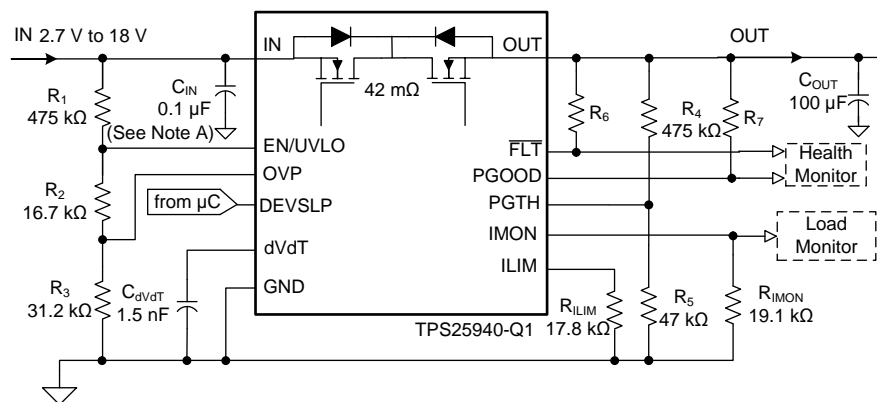 IN 2.7 V to 18 V
IN
OUT
OUT
42 mΩ
CIN
0.1 µF
COUT
100 µF
R1
475 kΩ
(See Note A)
R6
R4
475 kΩ
R7
EN/UVLO
FLT
Health
Monitor
OVP
PGOOD
R2
16.7 kΩ
from µC
DEVSLP
PGTH
dVdT
IMON
Load
Monitor
ILIM
GND
R3
31.2 kΩ
CdVdT
1.5 nF
RILIM
17.8 kΩ
R5
47 kΩ
RIMON
19.1 kΩ
TPS25940-Q1